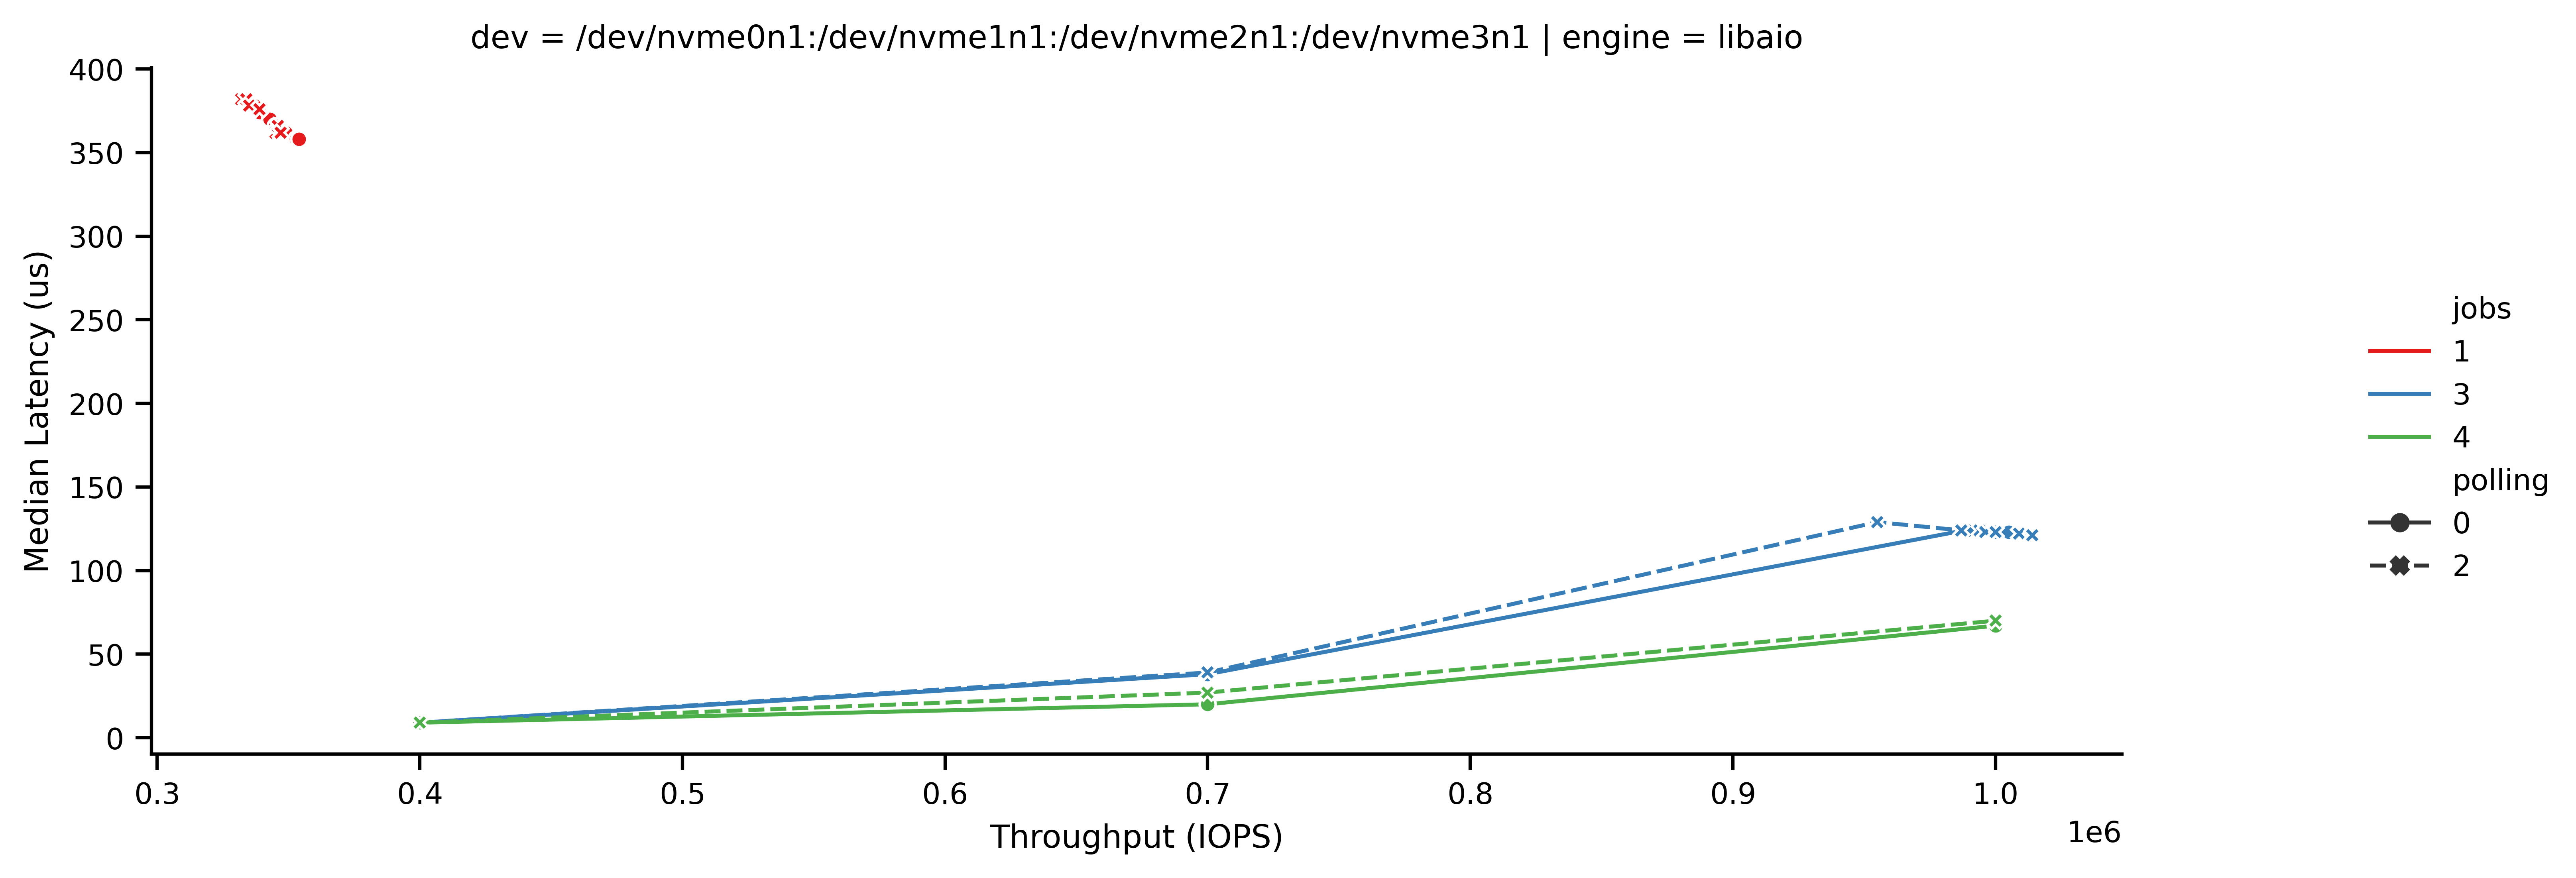 dev = /dev/nvme0n1:/dev/nvme1n1:/dev/nvme2n1:/dev/nvme3n1 | engine = libaio
Median Latency (us)
400
350
300
250
200
150
100
50
0
0.3 0.4 0.5 0.6 0.7 0.8 0.9 1.0
1e6
Throughput (IOPS)
jobs
1
3
4
polling
0
2